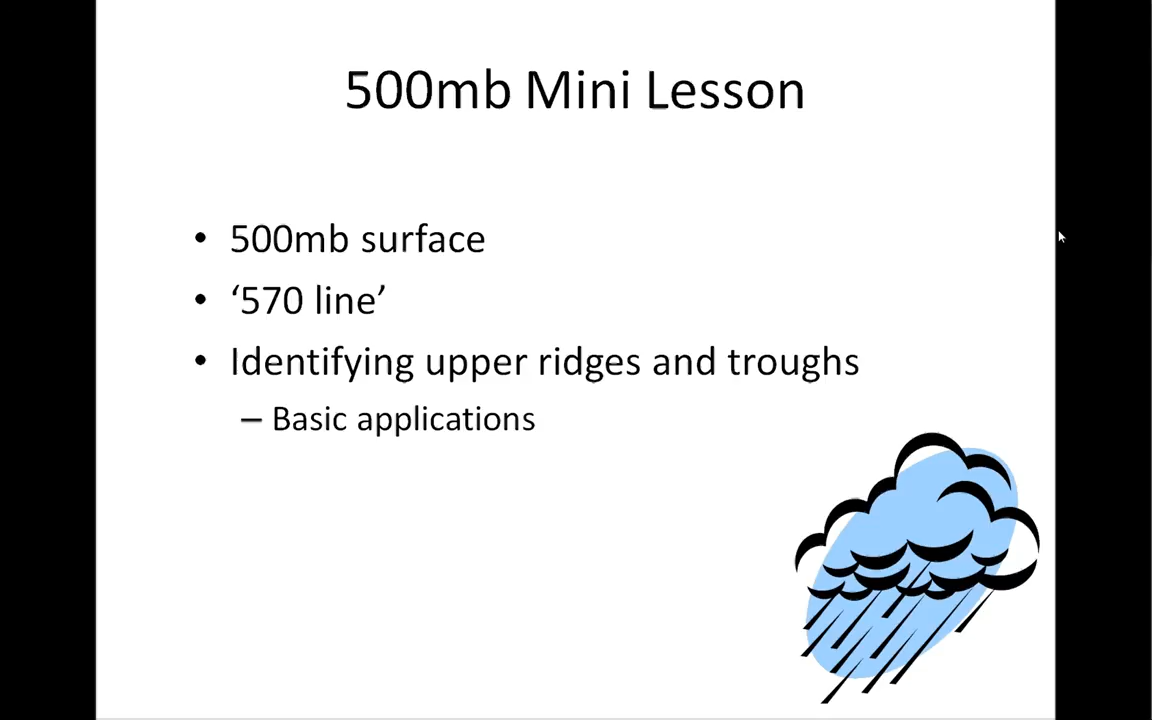 500mb Mini Lesson
• 500mb surface
• ‘570 line’
• Identifying upper ridges and troughs
– Basic applications